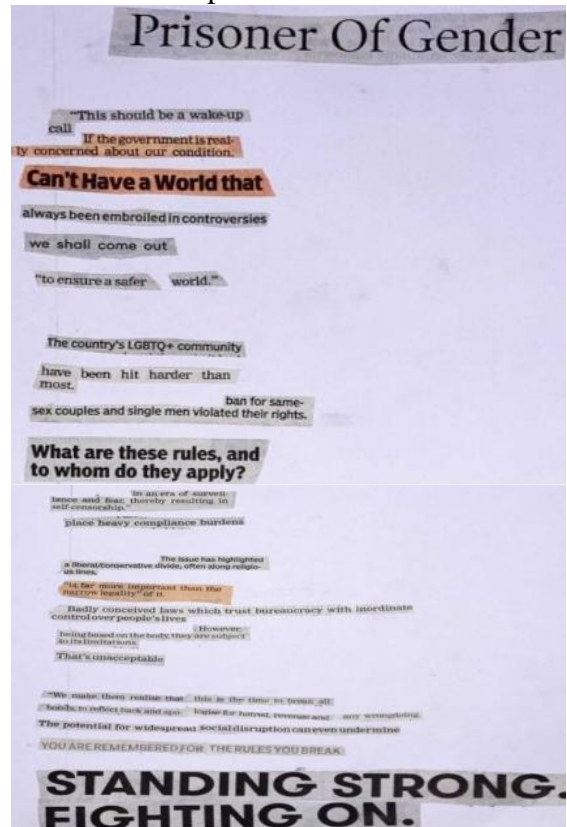 Prisoner Of Gender
"This should be a wake-up
call
If the government is real-
ly concerned about our condition.
Can't Have a World that
always been embroiled in controversies
we shall come out
"to ensure a safer world."
The country's LGBTQ+ community
have been hit harder than
most.
ban for same-
sex couples and single men violated their rights.
What are these rules, and
to whom do they apply?
in an era of surveil-
lance and fear, thereby resulting in
self-censorship."
place heavy compliance burdens
The issue has highlighted
a liberal/conservative divide, often along religio-
us lines,
"is far more important than the
narrow legality" of it.
Badly conceived laws which trust bureaucracy with inordinate
control over people's lives
However,
being based on the body, they are subject
to its limitations
That's unacceptable
"We make them realise that this is the time to break all
bonds, to reflect back and apo- logise for hatred, revenge and any wrongdoing
The potential for widespread social disruption can even undermine
YOU ARE REMEMBERED FOR THE RULES YOU BREAK
STANDING STRONG.
FIGHTING ON.